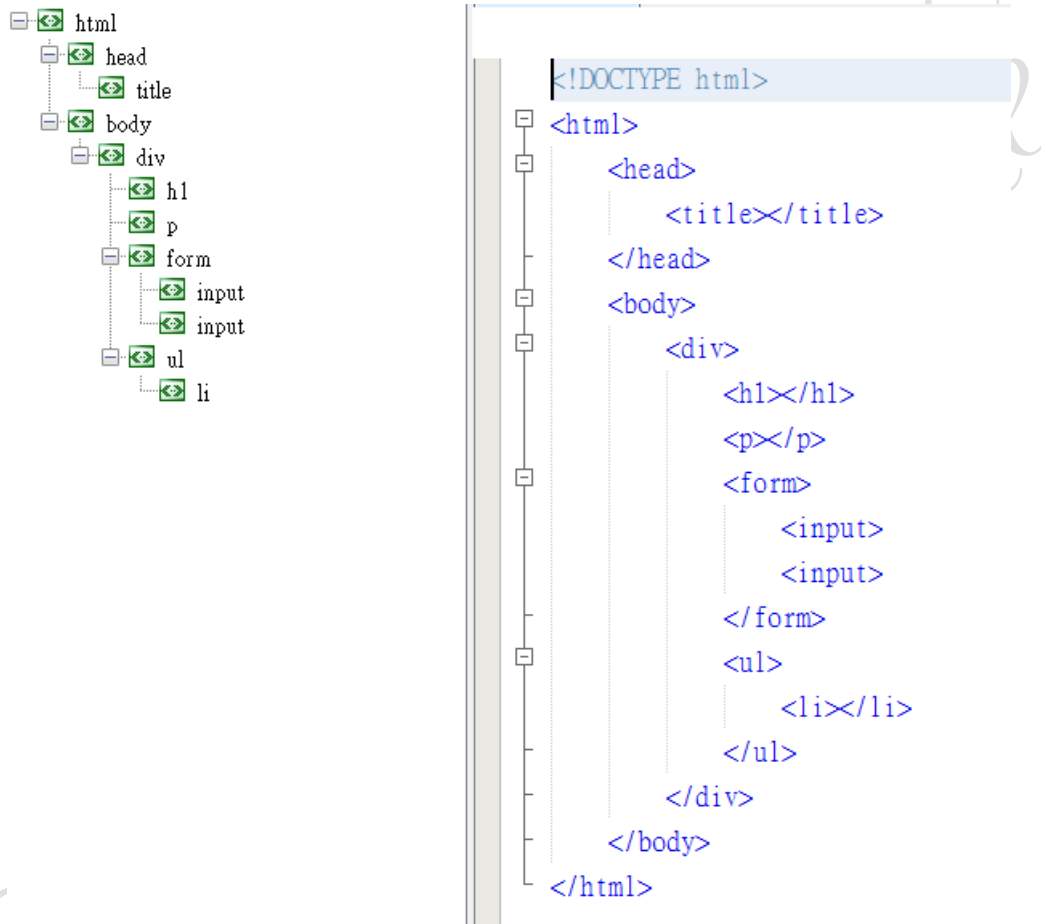 html
head
title
body
div
h1
p
form
input
input
ul
li
<!DOCTYPE html>
<html>
<head>
<title></title>
</head>
<body>
<div>
<h1></h1>
<p></p>
<form>
<input>
<input>
</form>
<ul>
<li></li>
</ul>
</div>
</body>
</html>